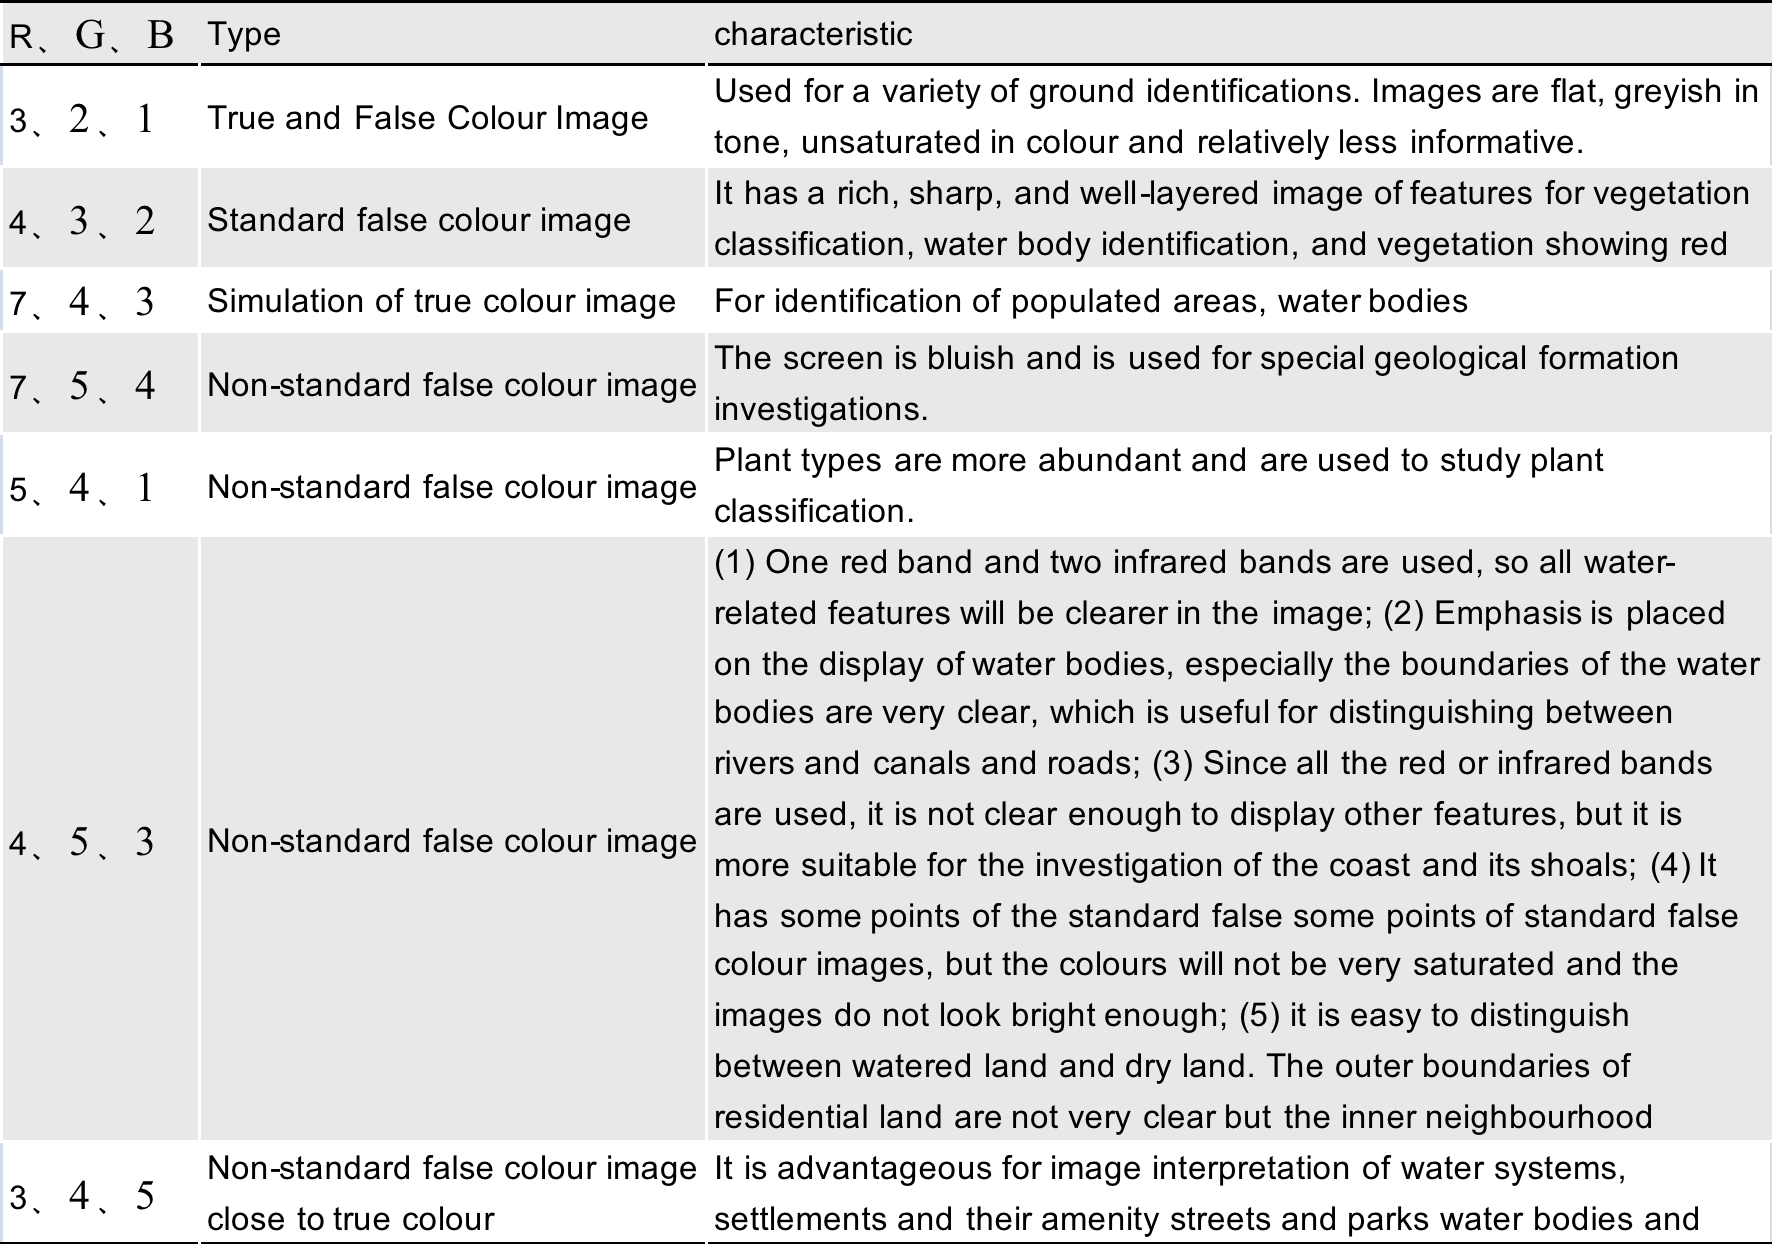 R、G、B Type characteristic
Used for a variety of ground identifications. Images are flat, greyish in
3、2、1 True and False Colour Image
tone, unsaturated in colour and relatively less informative.
It has a rich, sharp, and well-layered image of features for vegetation
4、3、2 Standard false colour image
classification, water body identification, and vegetation showing red
7、4、3 Simulation of true colour image For identification of populated areas, water bodies
The screen is bluish and is used for special geological formation
7、5、4 Non-standard false colour image
investigations.
Plant types are more abundant and are used to study plant
5、4、1 Non-standard false colour image
classification.
(1) One red band and two infrared bands are used, so all water-
related features will be clearer in the image; (2) Emphasis is placed
on the display of water bodies, especially the boundaries of the water
bodies are very clear, which is useful for distinguishing between
rivers and canals and roads; (3) Since all the red or infrared bands
are used, it is not clear enough to display other features, but it is
4、5、3 Non-standard false colour image
more suitable for the investigation of the coast and its shoals; (4) It
has some points of the standard false some points of standard false
colour images, but the colours will not be very saturated and the
images do not look bright enough; (5) it is easy to distinguish
between watered land and dry land. The outer boundaries of
residential land are not very clear but the inner neighbourhood
3、4、5 Non-standard false colour image
close to true colour
It is advantageous for image interpretation of water systems,
settlements and their amenity streets and parks water bodies and